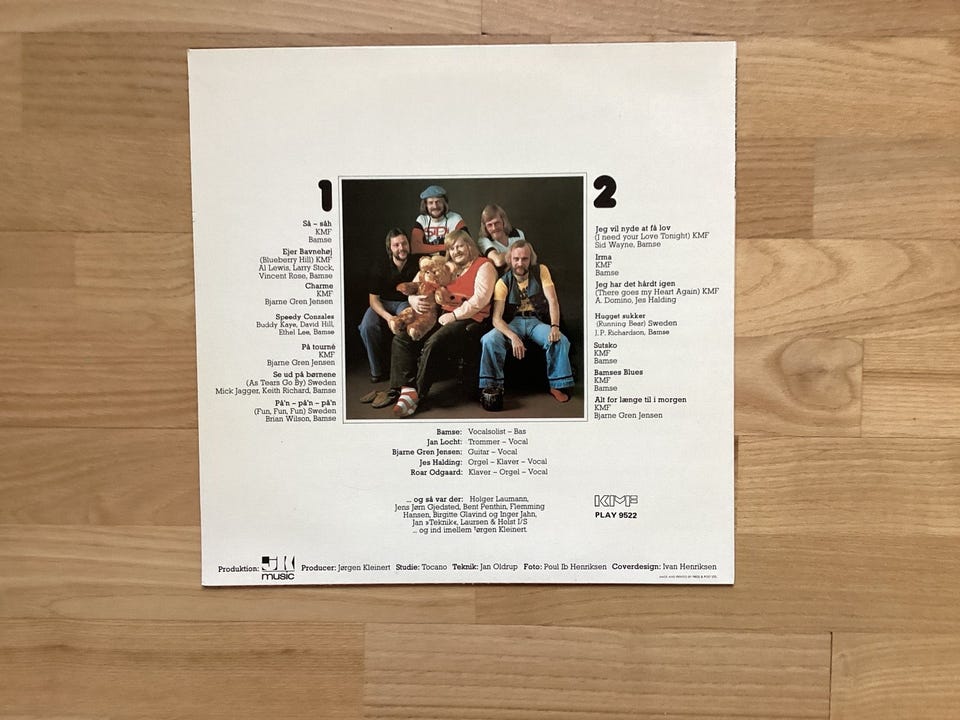 1
Så – såh
KMF
Bamse
Ejer Bavnehøj
(Blueberry Hill) KMF
Al Lewis, Larry Stock,
Vincent Rose, Bamse
Charme
KMF
Bjarne Gren Jensen
Speedy Conzales
Buddy Kaye, David Hill,
Ethel Lee, Bamse
På tourné
KMF
Bjarne Gren Jensen
Se ud på børnene
(As Tears Go By) Sweden
Mick Jagger, Keith Richard, Bamse
På'n – på'n – på'n
(Fun, Fun, Fun) Sweden
Brian Wilson, Bamse
2
Jeg vil nyde at få lov
(I need your Love Tonight) KMF
Sid Wayne, Bamse
Irma
KMF
Bamse
Jeg har det hårdt igen
(There goes my Heart Again) KMF
A. Domino, Jes Halding
Hugget sukker
(Running Bear) Sweden
J.P. Richardson, Bamse
Sutsko
KMF
Bamse
Bamses Blues
KMF
Bamse
Alt for længe til i morgen
KMF
Bjarne Gren Jensen
Bamse: Vocalsolist – Bas
Jan Locht: Trommer – Vocal
Bjarne Gren Jensen: Guitar – Vocal
Jes Halding: Orgel – Klaver – Vocal
Roar Odgaard: Klaver – Orgel – Vocal
... og så var der: Holger Laumann,
Jens Jørn Gjedsted, Bent Penthin, Flemming
Hansen, Birgitte Glavind og Inger Jahn,
Jan »Teknik«, Laursen & Holst I/S
... og ind imellem Jørgen Kleinert
KMF
PLAY 9522
Produktion: JK music Producer: Jørgen Kleinert Studie: Tocano Teknik: Jan Oldrup Foto: Poul Ib Henriksen Coverdesign: Ivan Henriksen